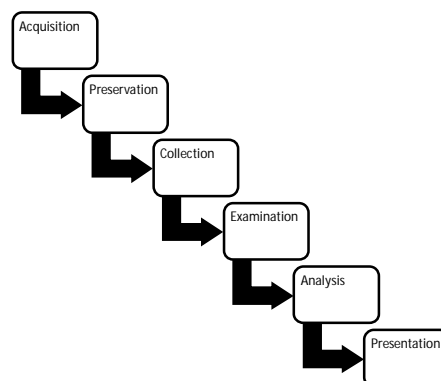 Acquisition
Preservation
Collection
Examination
Analysis
Presentation